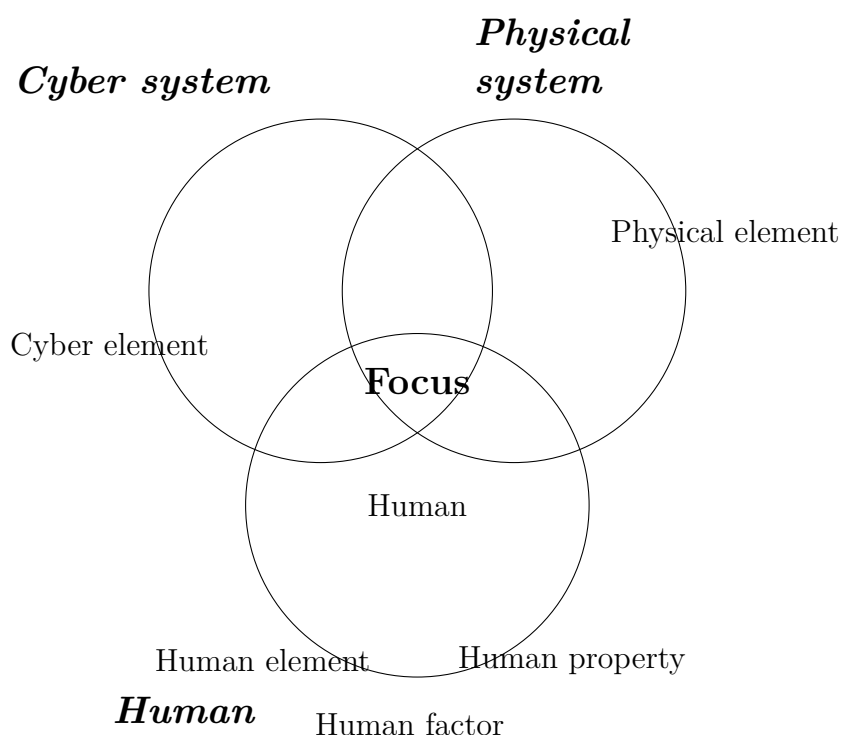 Physical
system
Cyber system
Physical element
Cyber element
Focus
Human
Human element
Human property
Human
Human factor